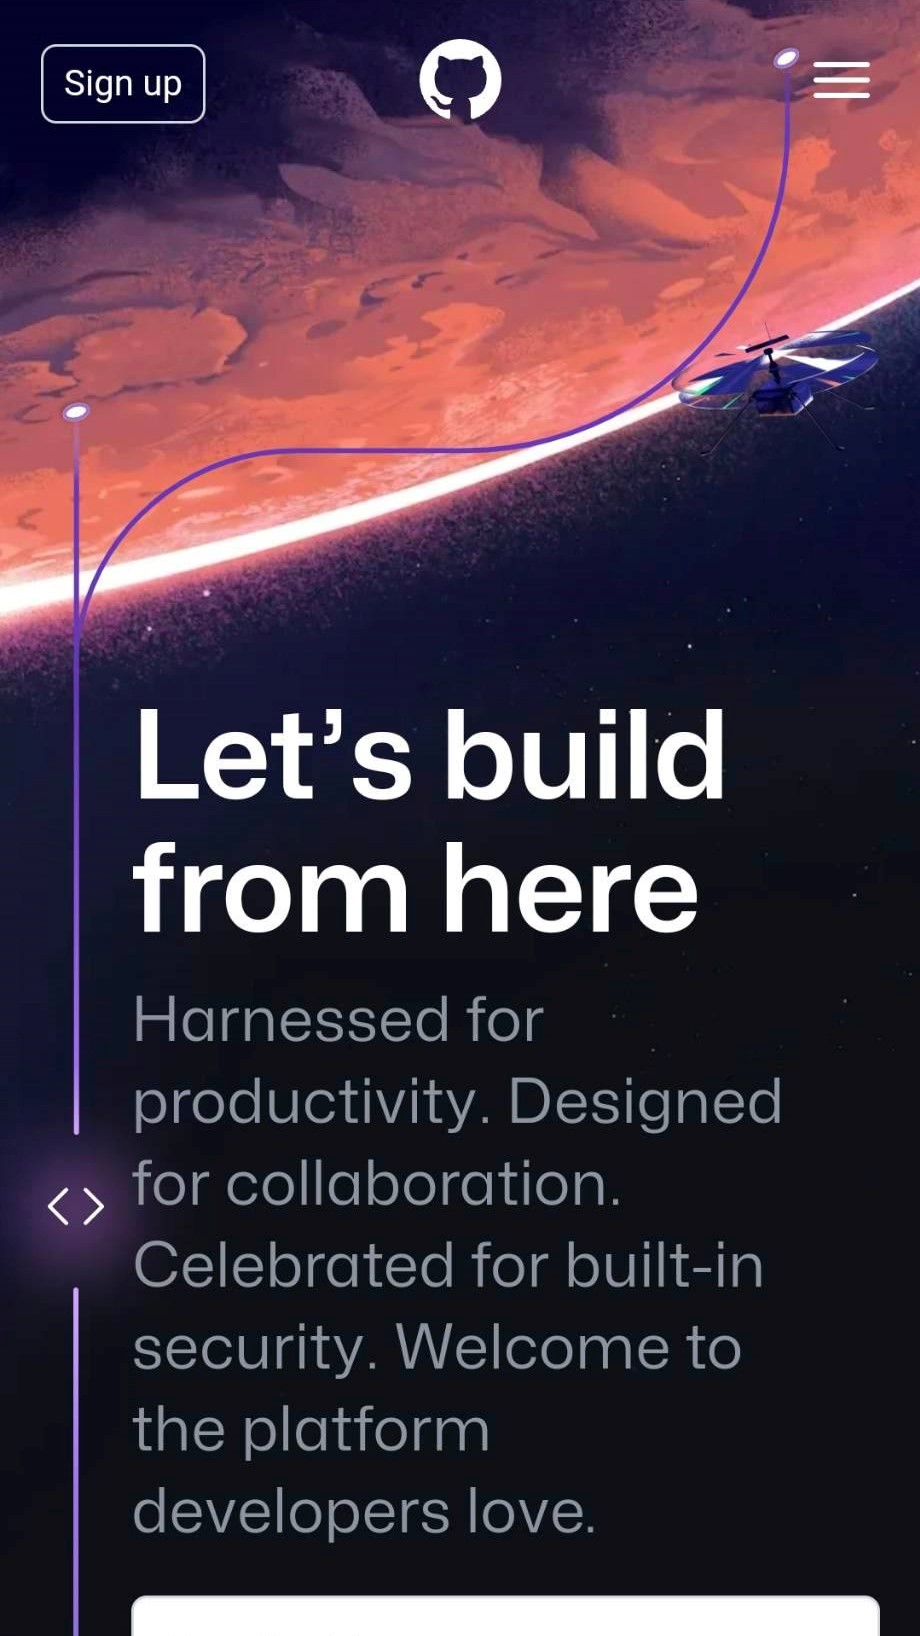 Sign up
Let’s build
from here
Harnessed for
productivity. Designed
for collaboration.
Celebrated for built-in
security. Welcome to
the platform
developers love.